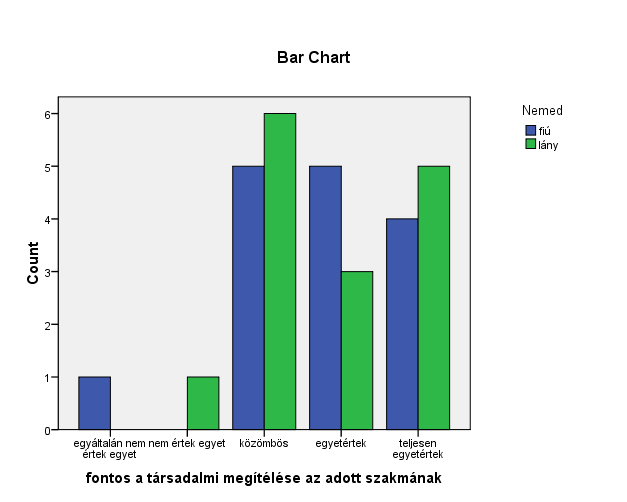 Bar Chart
Nemed
fiú
lány
Count
6
5
4
3
2
1
0
egyáltalán nem
értek egyet
nem értek egyet
közömbös
egyetértek
teljesen
egyetértek
fontos a társadalmi megítélése az adott szakmának